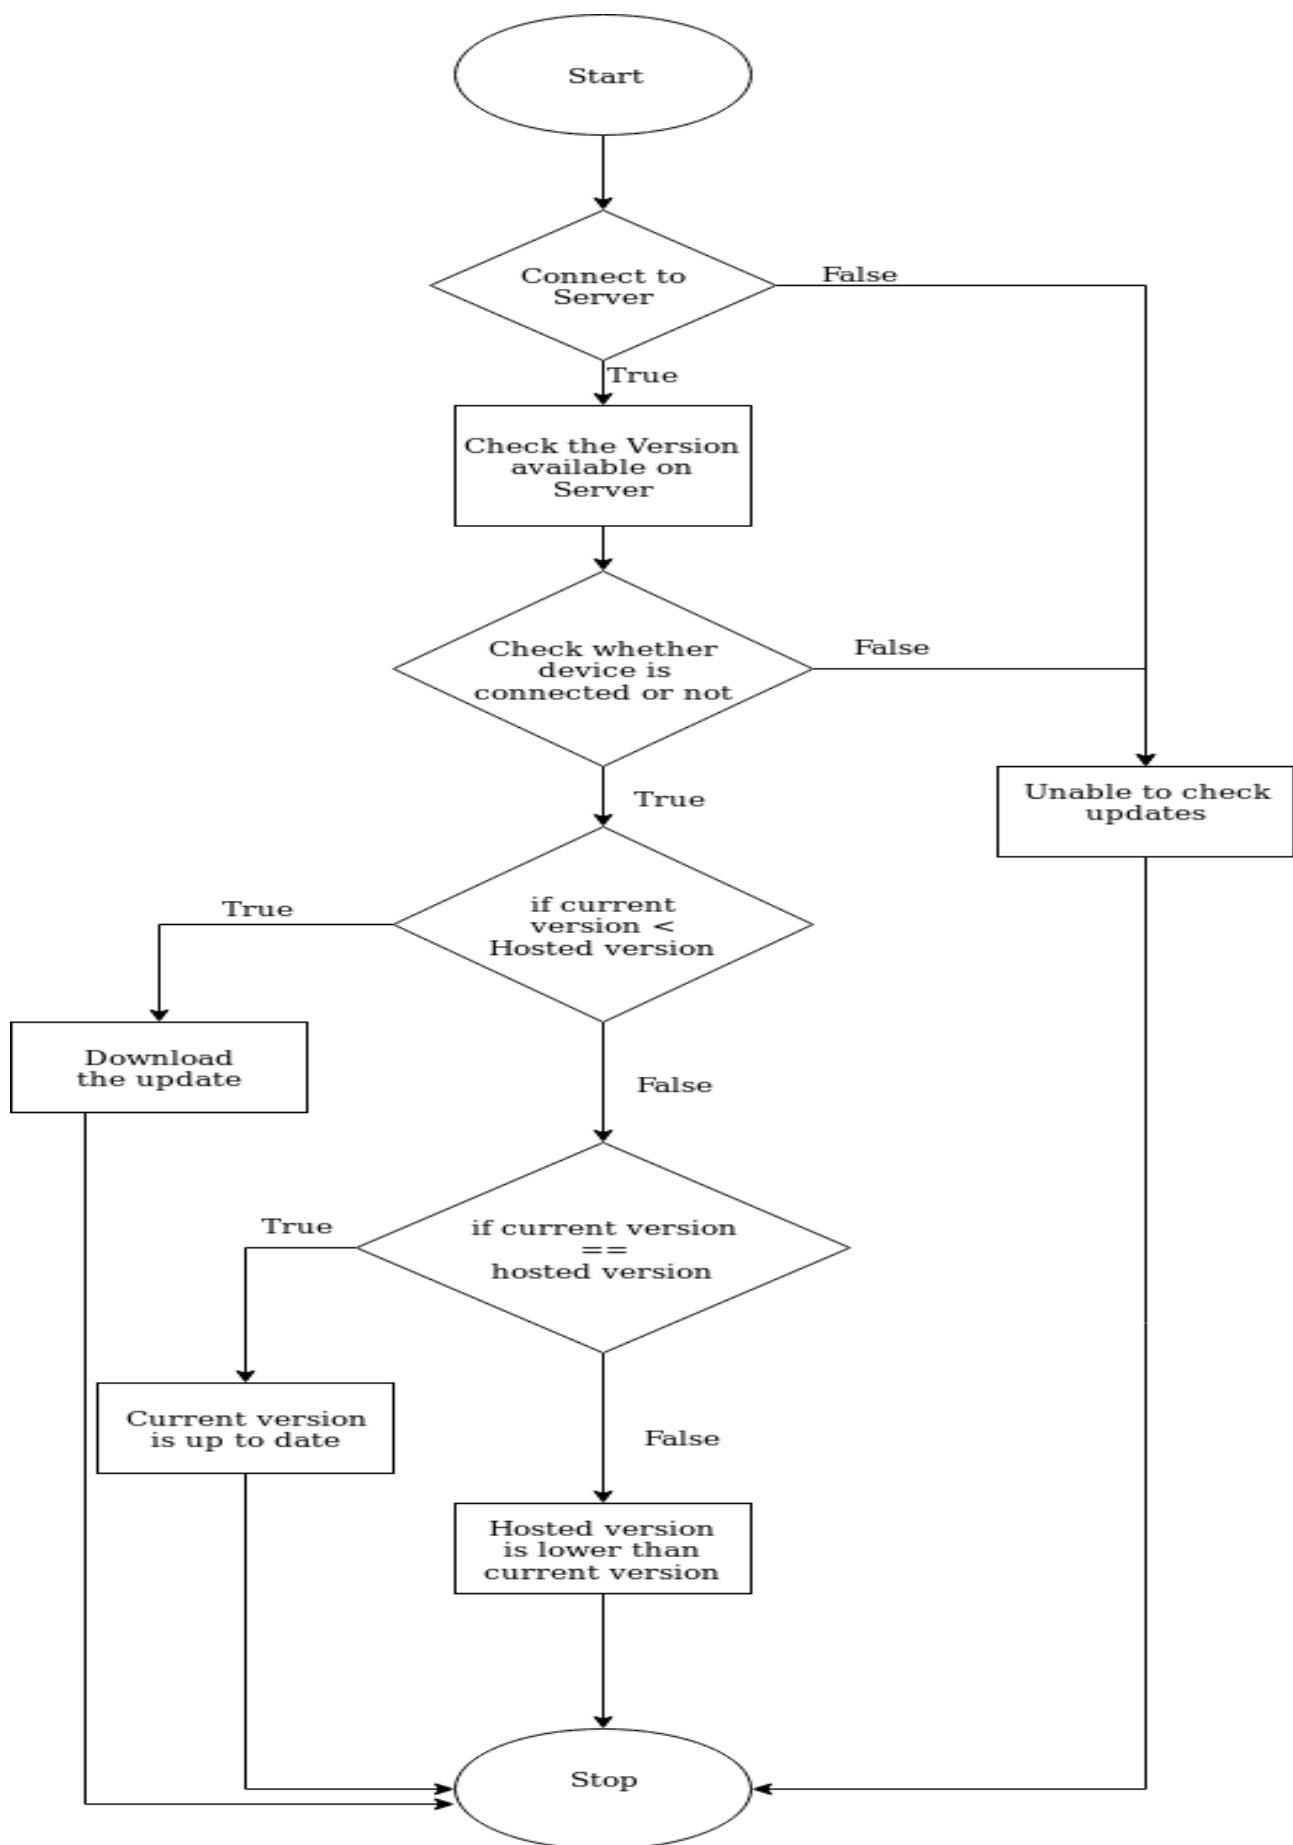 Start
Connect to
Server
False
True
Check the Version
available on
Server
Check whether
device is
connected or not
False
True
Unable to check
updates
if current
version <
Hosted version
True
Download
the update
False
if current version
==
hosted version
True
Current version
is up to date
False
Hosted version
is lower than
current version
Stop